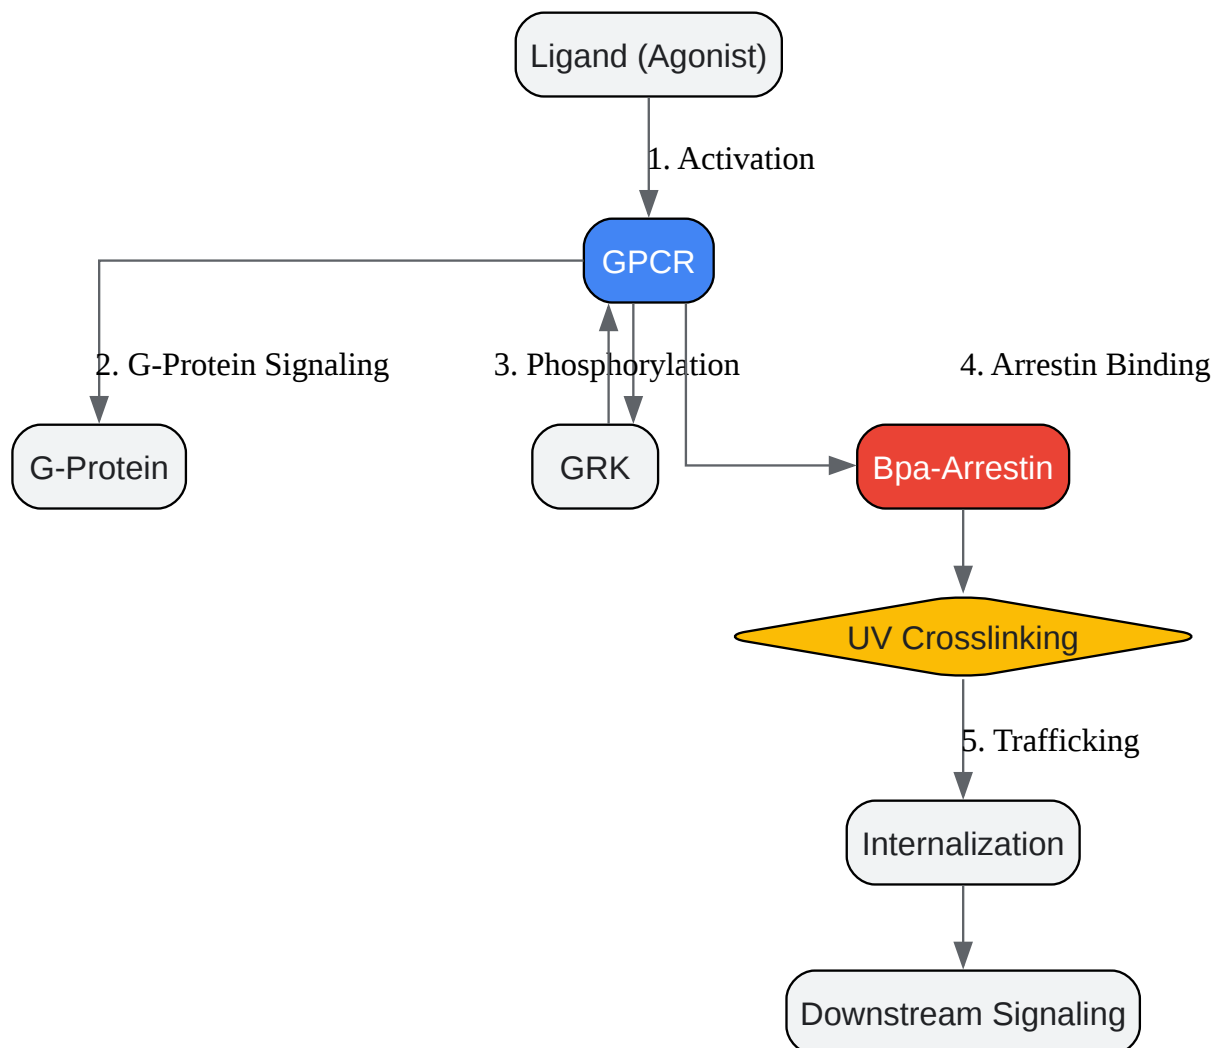 Ligand (Agonist)
1. Activation
GPCR
2. G-Protein Signaling
3. Phosphorylation
4. Arrestin Binding
G-Protein
GRK
Bpa-Arrestin
UV Crosslinking
5. Trafficking
Internalization
Downstream Signaling